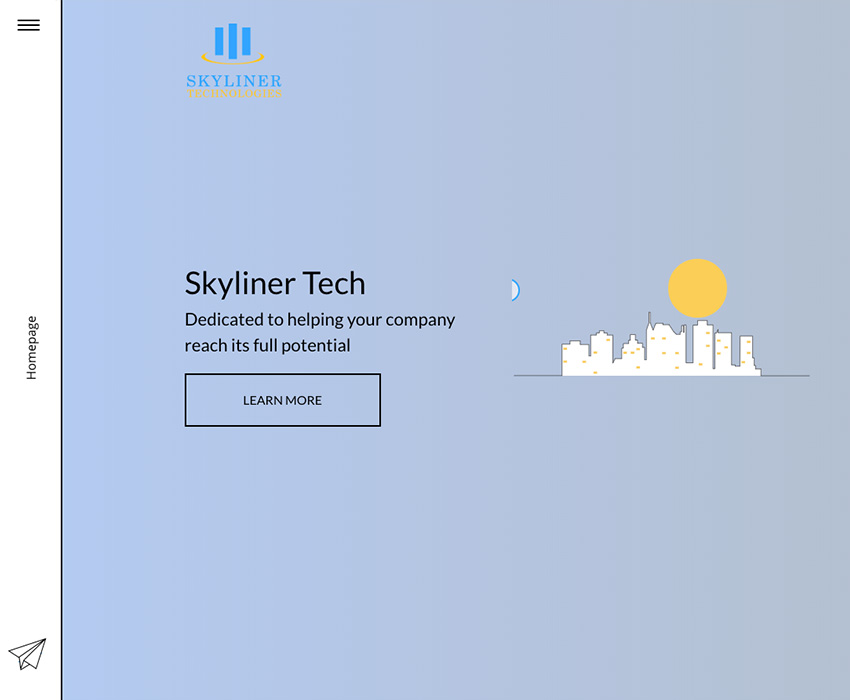 SKYLINER
TECHNOLOGIES
Skyliner Tech
Dedicated to helping your company
reach its full potential
LEARN MORE
Homepage